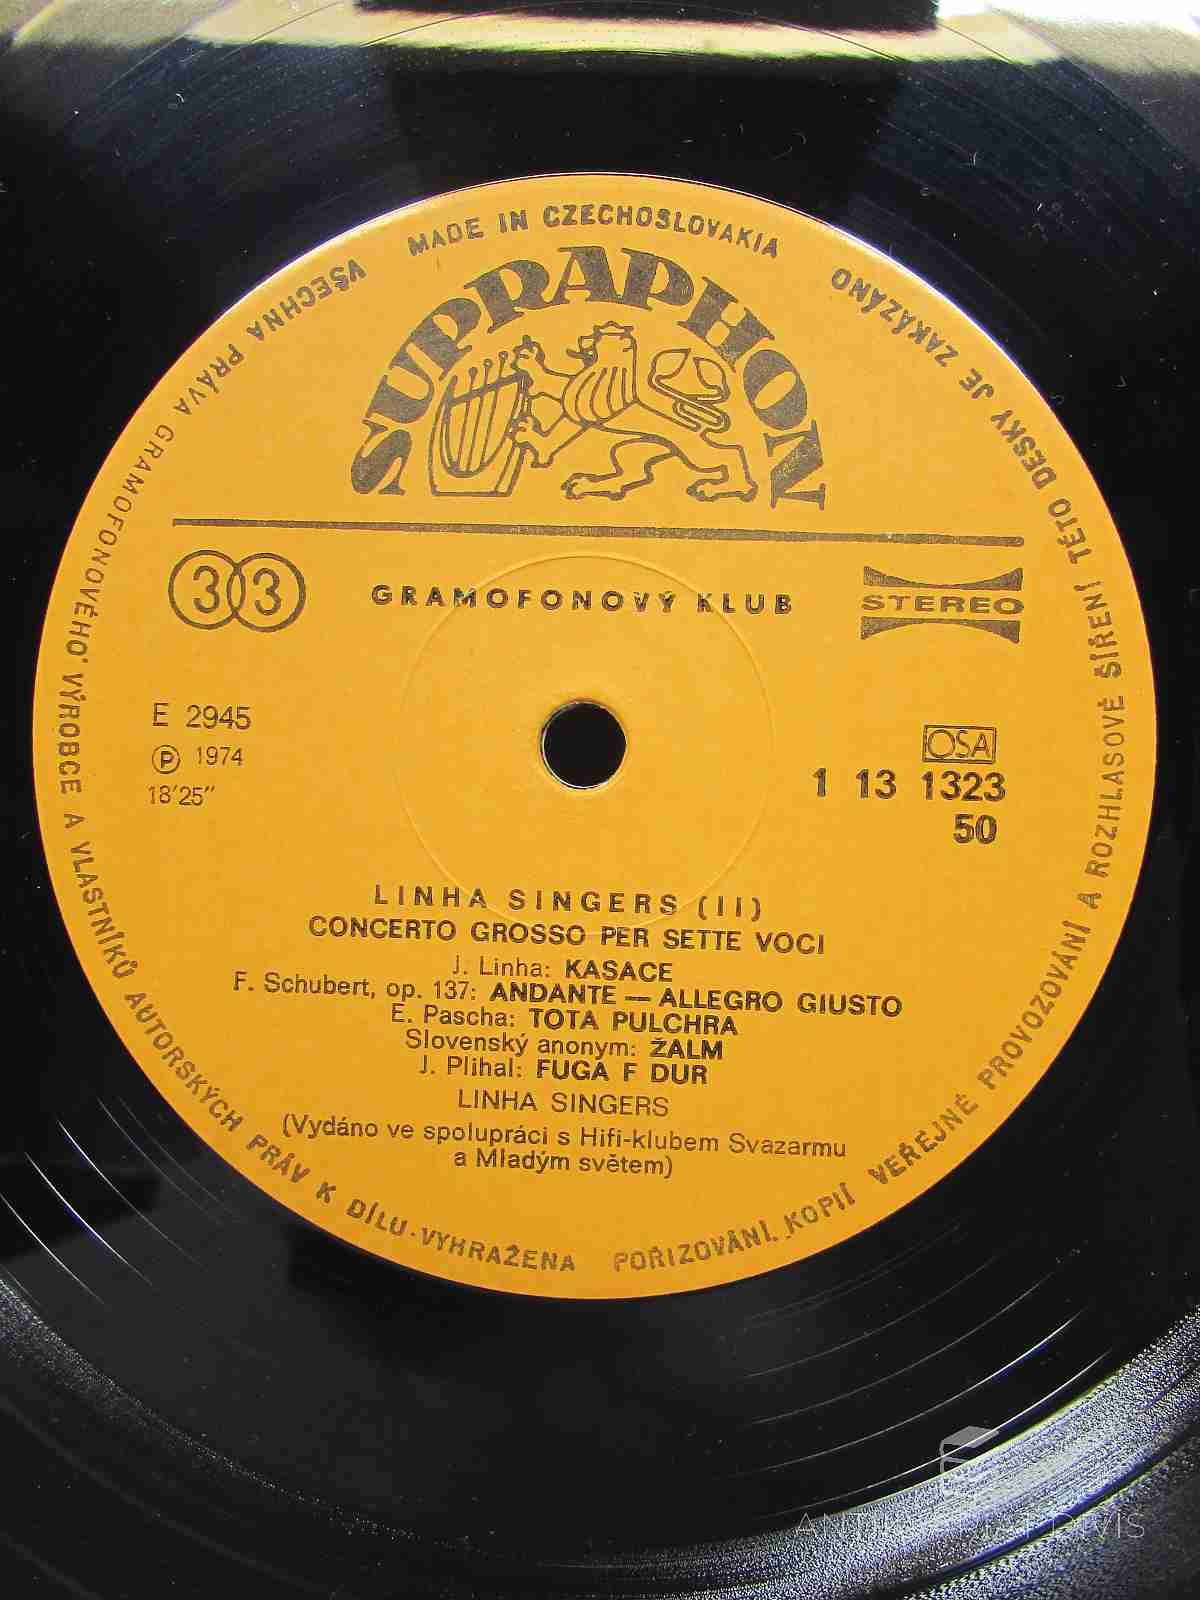 MADE IN CZECHOSLOVAKIA
SUPRAPHON
33
GRAMOFONOVÝ KLUB
STEREO
E 2945
℗ 1974
18'25"
OSA
1 13 1323
50
LINHA SINGERS (II)
CONCERTO GROSSO PER SETTE VOCI
J. Linha: KASACE
F. Schubert, op. 137: ANDANTE — ALLEGRO GIUSTO
E. Pascha: TOTA PULCHRA
Slovenský anonym: ŽALM
J. Plihal: FUGA F DUR
LINHA SINGERS
(Vydáno ve spolupráci s Hifi-klubem Svazarmu
a Mladým světem)
VŠECHNA PRÁVA GRAMOFONOVÉHO VÝROBCE A VLASTNÍKŮ AUTORSKÝCH PRÁV K DÍLU VYHRAŽENA
POŘIZOVÁNÍ KOPIÍ VEŘEJNÉ PROVOZOVÁNÍ A ROZHLASOVÉ ŠÍŘENÍ TÉTO DESKY JE ZAKÁZÁNO